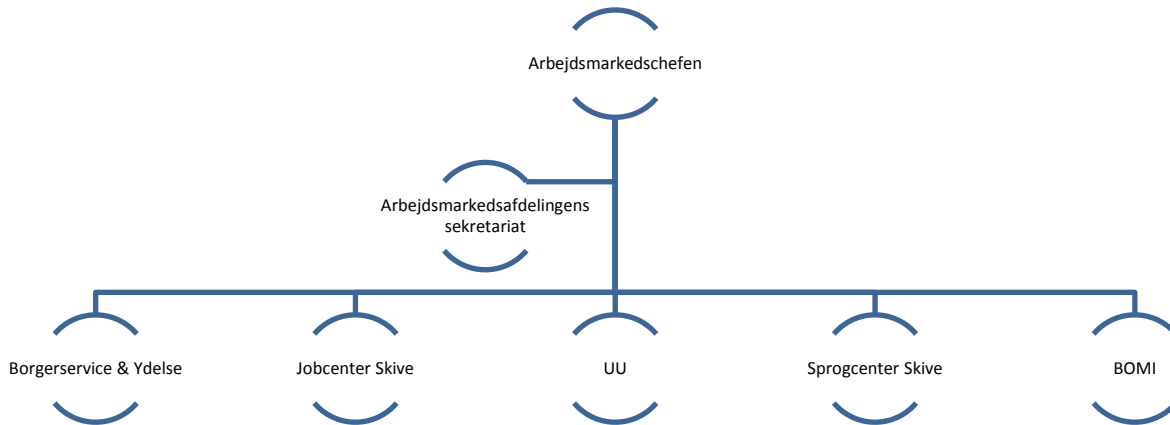 Arbejdsmarkedschefen
Arbejdsmarkedsafdelingens
sekretariat
Borgerservice & Ydelse
Jobcenter Skive
UU
Sprogcenter Skive
BOMI